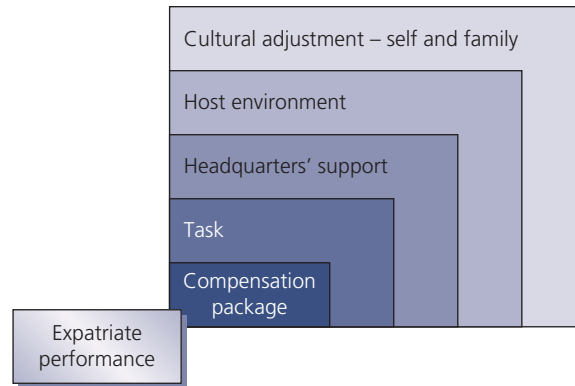 Cultural adjustment – self and family
Host environment
Headquarters’ support
Task
Compensation
package
Expatriate
performance